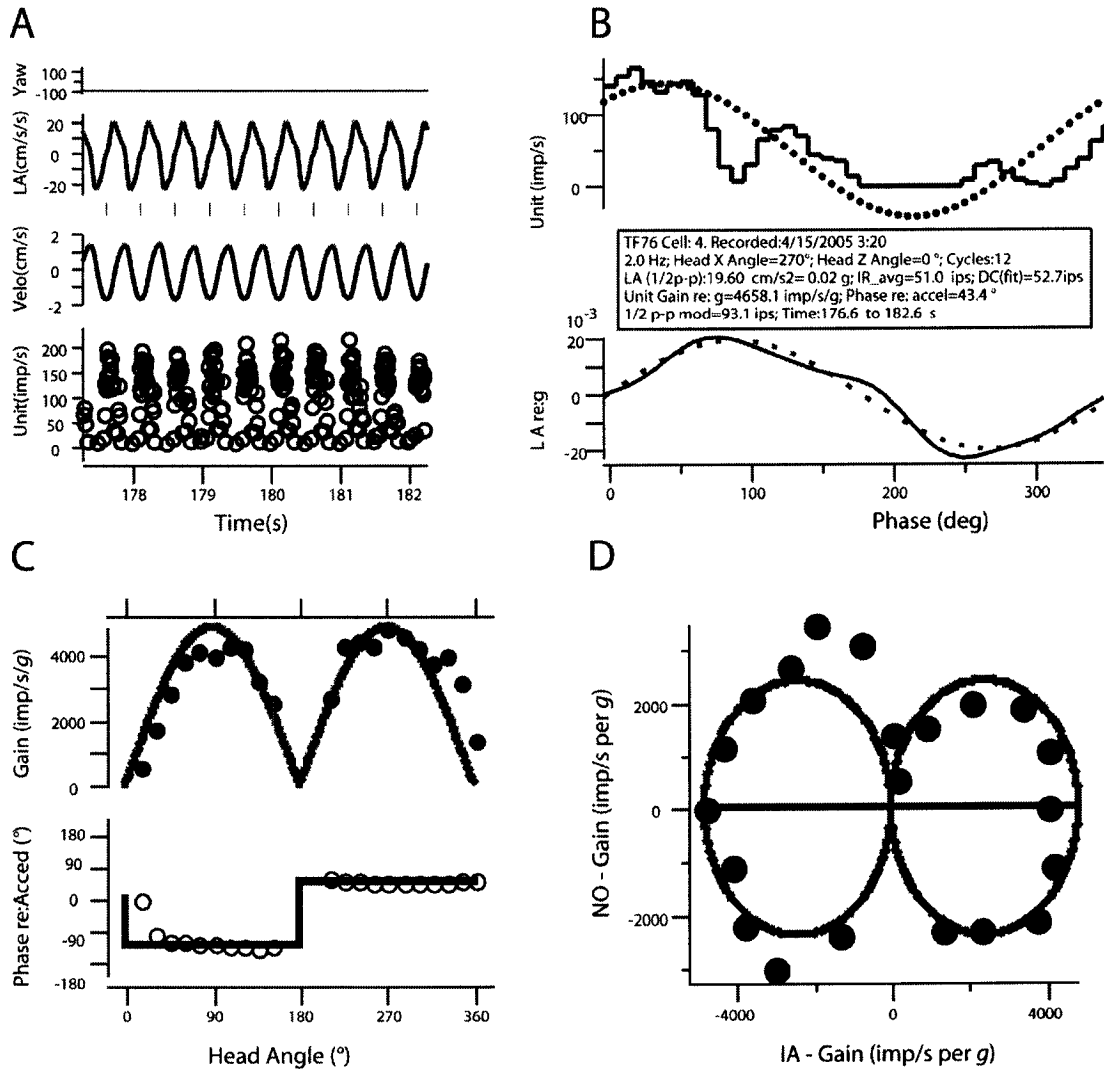 A
Yaw
100
-100
LA(cm/s/s)
20
0
-20
Velo(cm/s)
2
0
-2
Unit(imp/s)
200
150
100
50
0
178 179 180 181 182
Time(s)
B
Unit (imp/s)
100
0
TF76 Cell: 4. Recorded:4/15/2005 3:20
2.0 Hz; Head X Angle=270°; Head Z Angle=0°; Cycles:12
LA (1/2p-p):19.60 cm/s2= 0.02 g; IR_avg=51.0 ips; DC(fit)=52.7ips
Unit Gain re: g=4658.1 imp/s/g; Phase re: accel=43.4 °
1/2 p-p mod=93.1 ips; Time:176.6 to 182.6 s
10-3
L A re:g
20
0
-20
0 100 200 300
Phase (deg)
C
Gain (imp/s/g)
4000
2000
0
Phase re:Acced (°)
180
90
0
-90
-180
0 90 180 270 360
Head Angle (°)
D
NO - Gain (imp/s per g)
2000
0
-2000
-4000 0 4000
IA - Gain (imp/s per g)